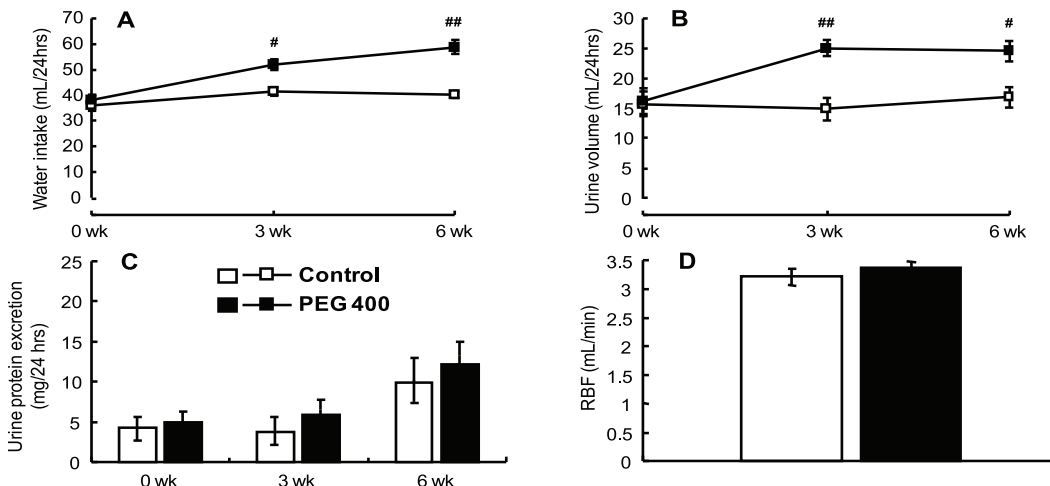 A
Water intake (mL/24hrs)
70
60
50
40
30
20
10
0
#
##
0 wk 3 wk 6 wk
B
Urine volume (mL/24hrs)
30
25
20
15
10
5
0
##
#
0 wk 3 wk 6 wk
C
Urine protein excretion
(mg/24 hrs)
25
20
15
10
5
0
Control
PEG 400
0 wk 3 wk 6 wk
D
RBF (mL/min)
3.5
3
2.5
2
1.5
1
0.5
0